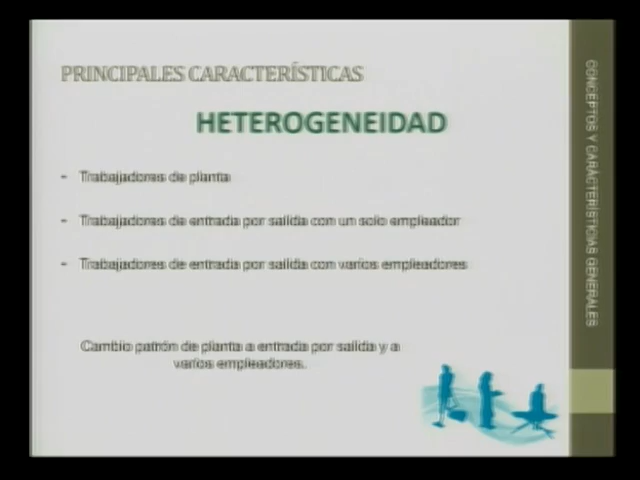 PRINCIPALES CARACTERÍSTICAS
HETEROGENEIDAD
- Trabajadores de planta
- Trabajadores de entrada por salida con un solo empleador
- Trabajadores de entrada por salida con varios empleadores
Cambio patrón de planta a entrada por salida y a
varios empleadores.
CONCEPTOS Y CARACTERÍSTICIAS GENERALES